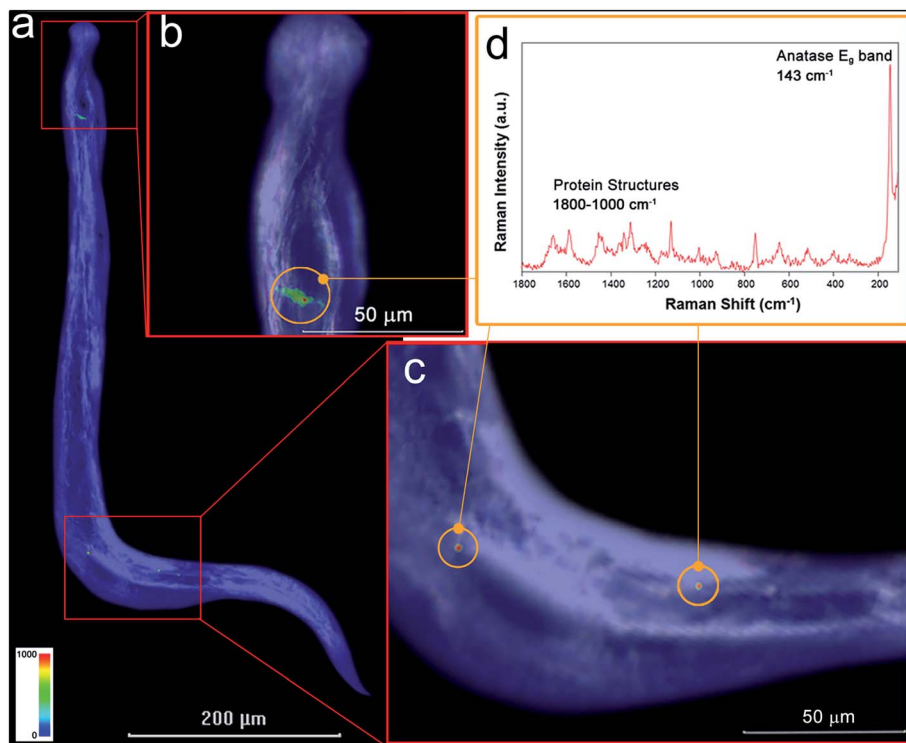 a
b
50 µm
d
Anatase E₉ band
143 cm⁻¹
Protein Structures
1800-1000 cm⁻¹
Raman Intensity (a.u.)
1800 1600 1400 1200 1000 800 600 400 200
Raman Shift (cm⁻¹)
c
50 µm
1000
0
200 µm